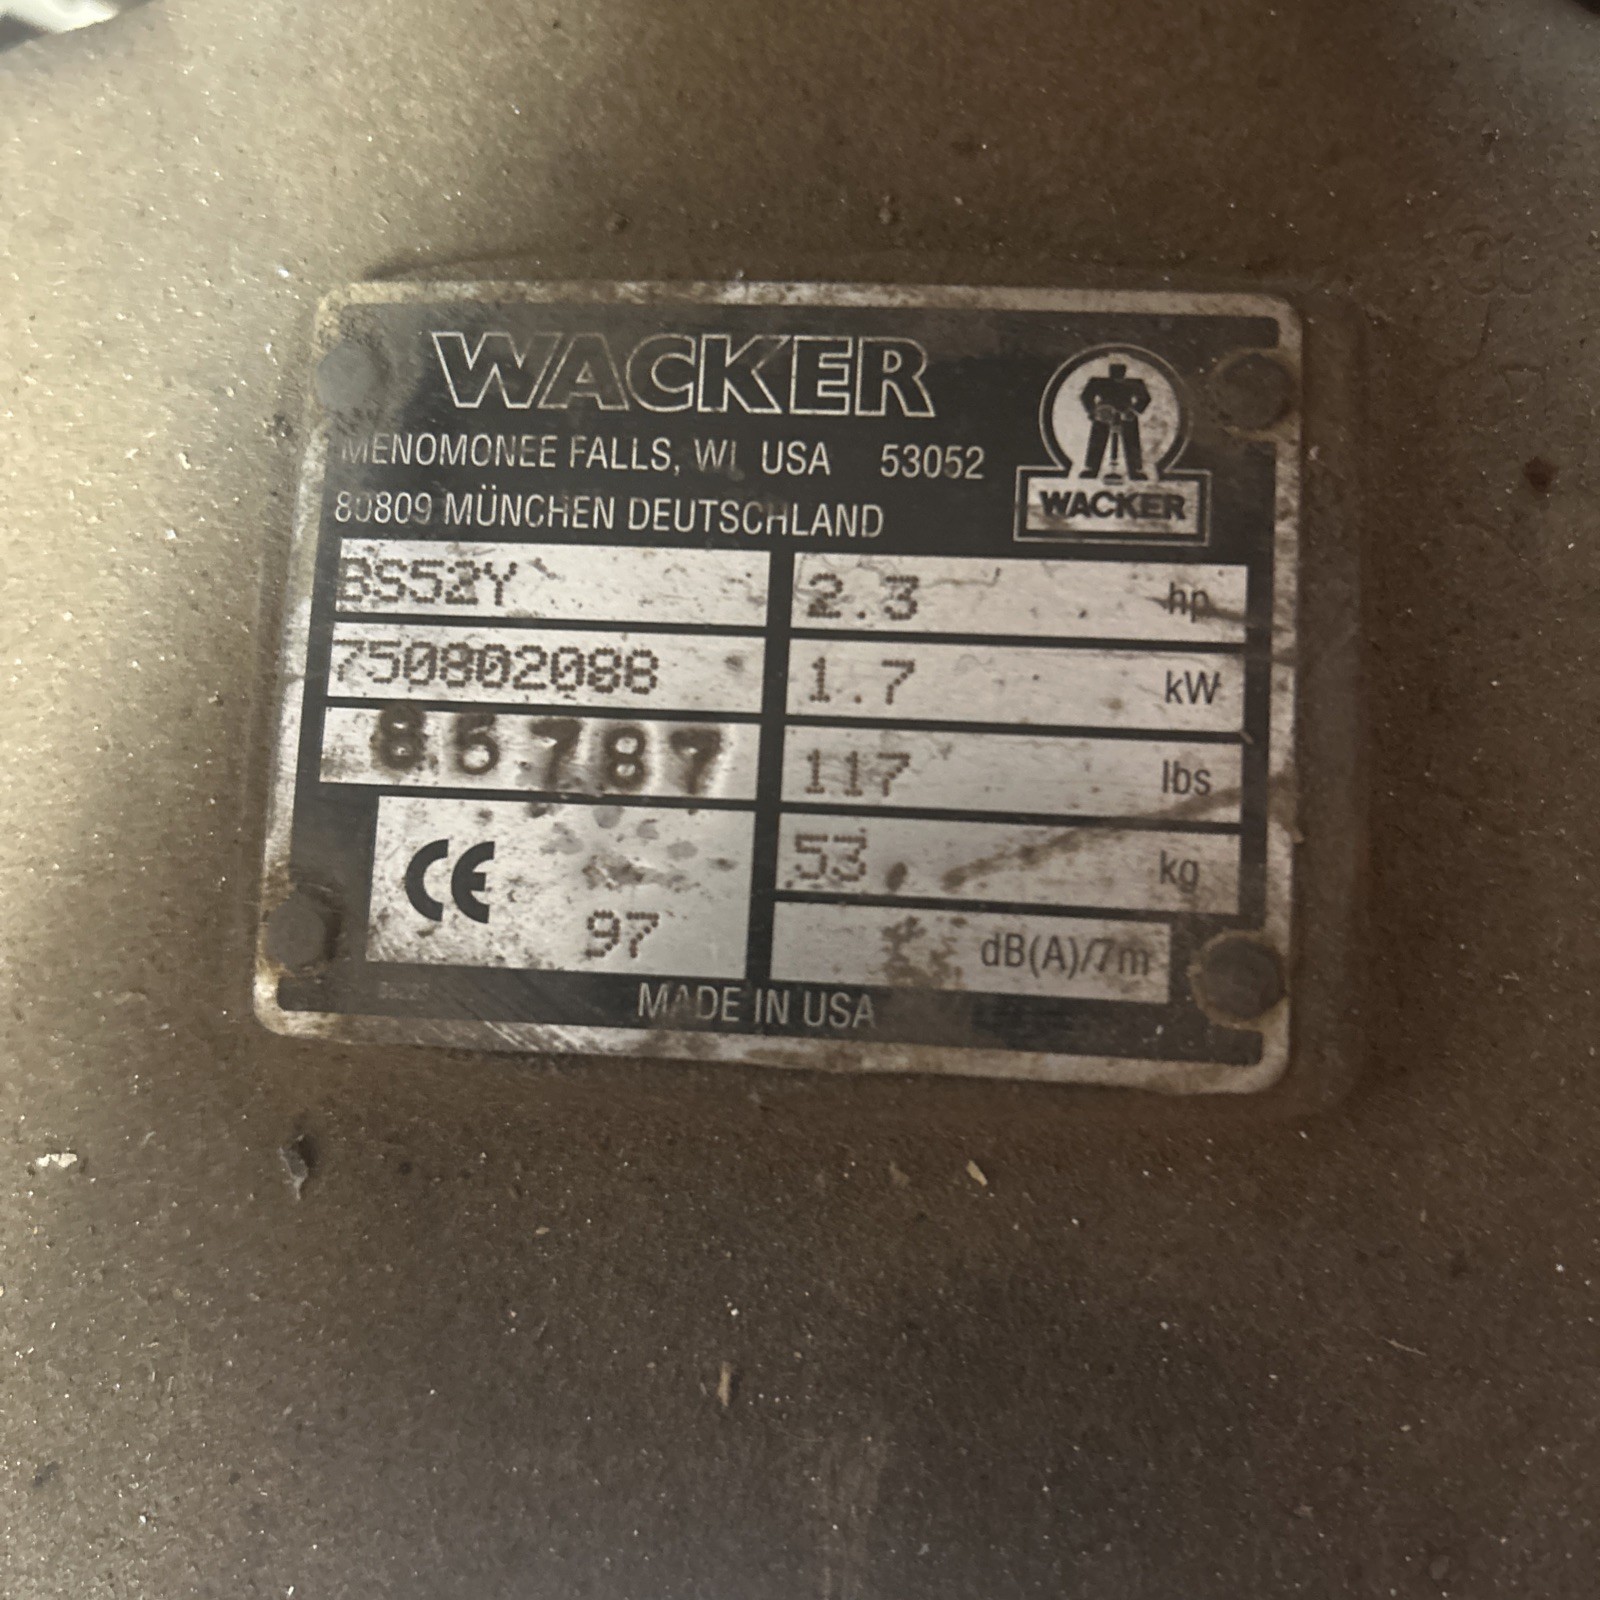 WACKER
MENOMONEE FALLS, WI USA 53052
80809 MÜNCHEN DEUTSCHLAND
WACKER
BS52Y
2.3 hp
750802088
1.7 kW
85787
117 lbs
53 kg
CE
97
dB(A)/7m
MADE IN USA